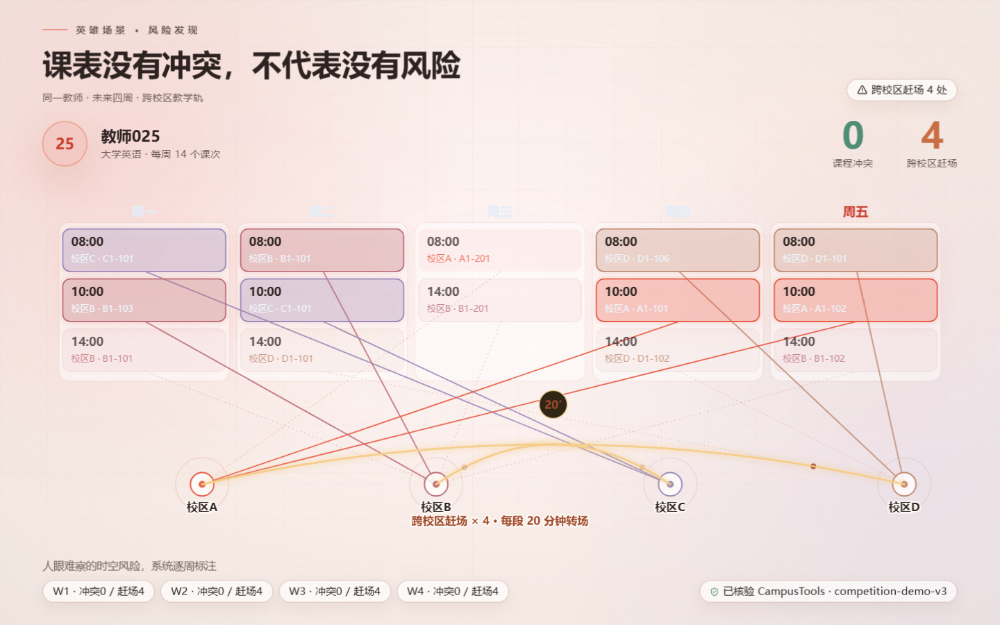 英雄场景 • 风险发现
课表没有冲突，不代表没有风险
同一教师 · 未来四周 · 跨校区教学轨
跨校区赶场 4 处
25
教师025
大学英语 · 每周 14 个课次
0
课程冲突
4
跨校区赶场
周一
周二
周三
周四
周五
08:00
校区C · C1-101
10:00
校区B · B1-103
14:00
校区B · B1-101
08:00
校区B · B1-101
10:00
校区C · C1-101
14:00
校区D · D1-101
08:00
校区A · A1-201
14:00
校区B · B1-201
08:00
校区D · D1-106
10:00
校区A · A1-101
14:00
校区D · D1-102
08:00
校区D · D1-101
10:00
校区A · A1-102
14:00
校区B · B1-102
20′
校区A
校区B
校区C
校区D
跨校区赶场 × 4 • 每段 20 分钟转场
人眼难察的时空风险，系统逐周标注
W1 · 冲突0 / 赶场4
W2 · 冲突0 / 赶场4
W3 · 冲突0 / 赶场4
W4 · 冲突0 / 赶场4
已核验 CampusTools · competition-demo-v3